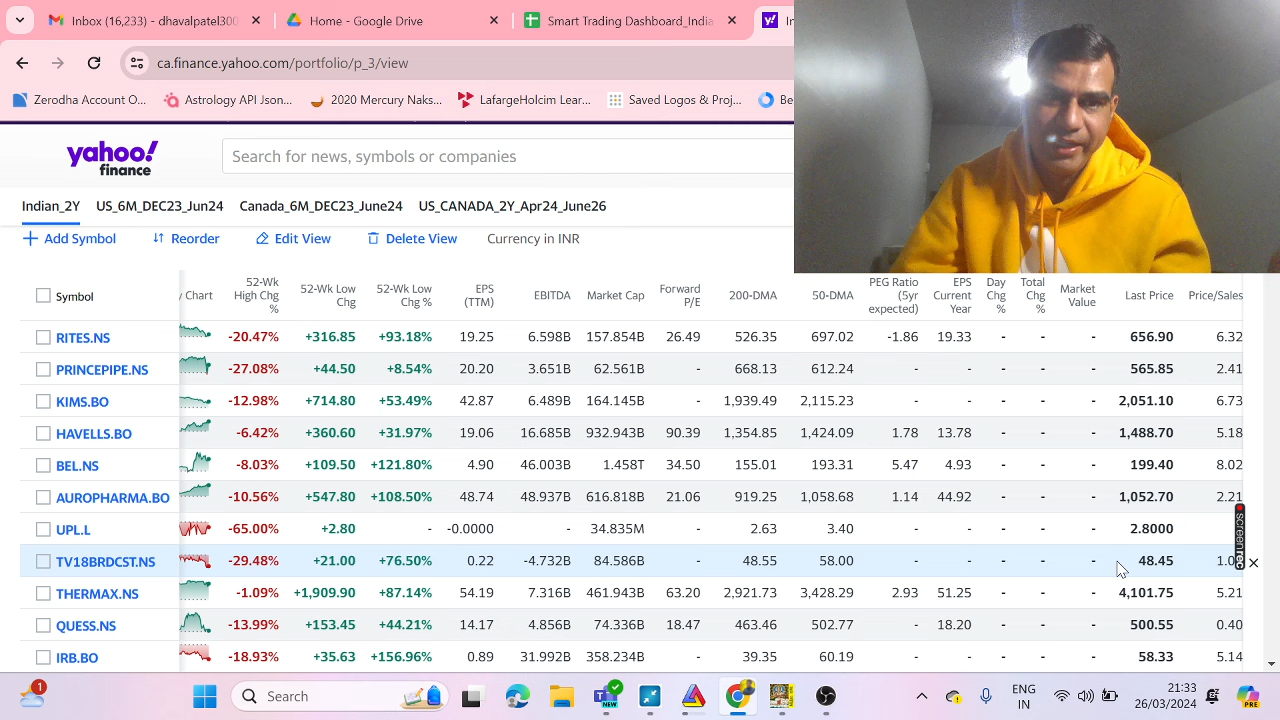 Inbox (
Home - Google D
ca.finance.yahoo.com/portfolio/p_3/view
Zerodha Account O...
Astrology API Json...
2020 Mercury Naks...
LafargeHolcim - Ex...
Saved Logos | Prof...
yahoo!
finance
Search for news, symbols or companies
Indian_2Y US_6M_DEC23_Jun24 Canada_6M_DEC23_June24 US_CANADA_2Y_Apr24_June26
Add Symbol Reorder Edit View Delete View Currency in INR
Symbol Chart 52-Wk High Chg % 52-Wk Low Chg 52-Wk Low Chg % EPS (TTM) EBITDA Market Cap Forward P/E 200-DMA 50-DMA PEG Ratio (5yr expected) EPS Current Year Day Chg % Total Chg % Market Value Last Price Price/Sales
RITES.NS -20.47% +316.85 +93.18% 19.25 6.598B 157.854B 26.49 526.35 697.02 -1.86 19.33 - - - 656.90 6.32
PRINCEPIPE.NS -27.08% +44.50 +8.54% 20.20 3.651B 62.561B - 668.13 612.24 - - - - - 565.85 2.41
KIMS.BO -12.98% +714.80 +53.49% 42.87 6.489B 164.145B - 1,939.49 2,115.23 - - - - - 2,051.10 6.73
HAVELLS.BO -6.42% +360.60 +31.97% 19.06 16.685B 932.943B 90.39 1,354.85 1,424.09 1.78 13.78 - - - 1,488.70 5.18
BEL.NS -8.03% +109.50 +121.80% 4.90 46.003B 1.458T 34.50 155.01 193.31 5.47 4.93 - - - 199.40 8.02
AUROPHARMA.BO -10.56% +547.80 +108.50% 48.74 48.937B 616.818B 21.06 919.25 1,058.68 1.14 44.92 - - - 1,052.70 2.21
UPL.L -65.00% +2.80 - -0.0000 - 34.835M - 2.63 3.40 - - - - - 2.8000
TV18BRDCST.NS -29.48% +21.00 +76.50% 0.22 -4.732B 84.586B - 48.55 58.00 - - - - - 48.45
THERMAX.NS -1.09% +1,909.90 +87.14% 54.19 7.316B 461.943B 63.20 2,921.73 3,428.29 2.93 51.25 - - - 4,101.75 5.21
QUESS.NS -13.99% +153.45 +44.21% 14.17 4.856B 74.336B 18.47 463.46 502.77 - 18.20 - - - 500.55 0.40
IRB.BO -18.93% +35.63 +156.96% 0.89 31.992B 358.234B - 39.35 60.19 - - - - - 58.33 5.14
screenrec
1
Search
NEW
ENG
IN
21:33
26/03/2024
PRE